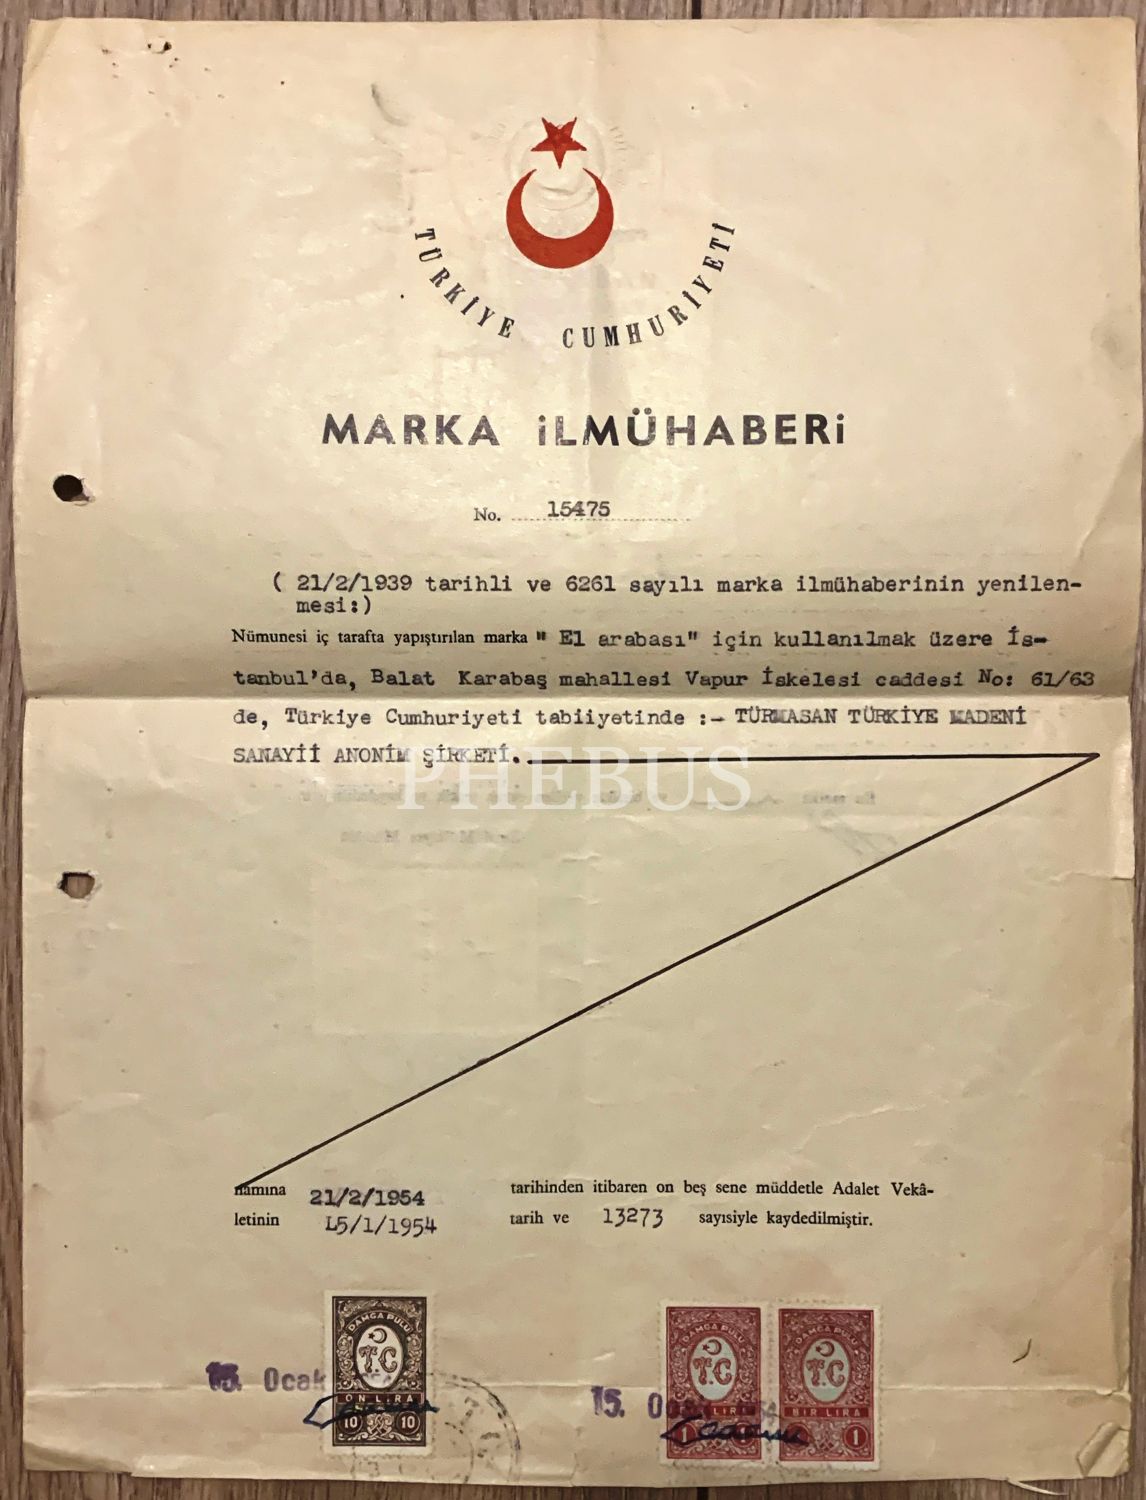 TÜRKİYE CUMHURİYETİ
MARKA İLMÜHABERİ
No. 15475
( 21/2/1939 tarihli ve 6261 sayılı marka ilmühaberinin yenilen-
mesi:)
Nümunesi iç tarafta yapıştırılan marka " El arabası" için kullanılmak üzere İs-
tanbul'da, Balat Karabaş mahallesi Vapur İskelesi caddesi No: 61/63
de, Türkiye Cumhuriyeti tabiiyetinde :- TÜRMASAN TÜRKİYE MADENİ
SANAYİİ ANONİM ŞİRKETİ.
PHEBUS
namına 21/2/1954 tarihinden itibaren on beş sene müddetle Adalet Vekâ-
letinin 15/1/1954 tarih ve 13273 sayısiyle kaydedilmiştir.
DAMGA PULU DAMGA PULU DAMGA PULU
T.C T.C T.C
15. Ocak 15.
ON LİRA LİRA BİR LİRA
10 10 1 1